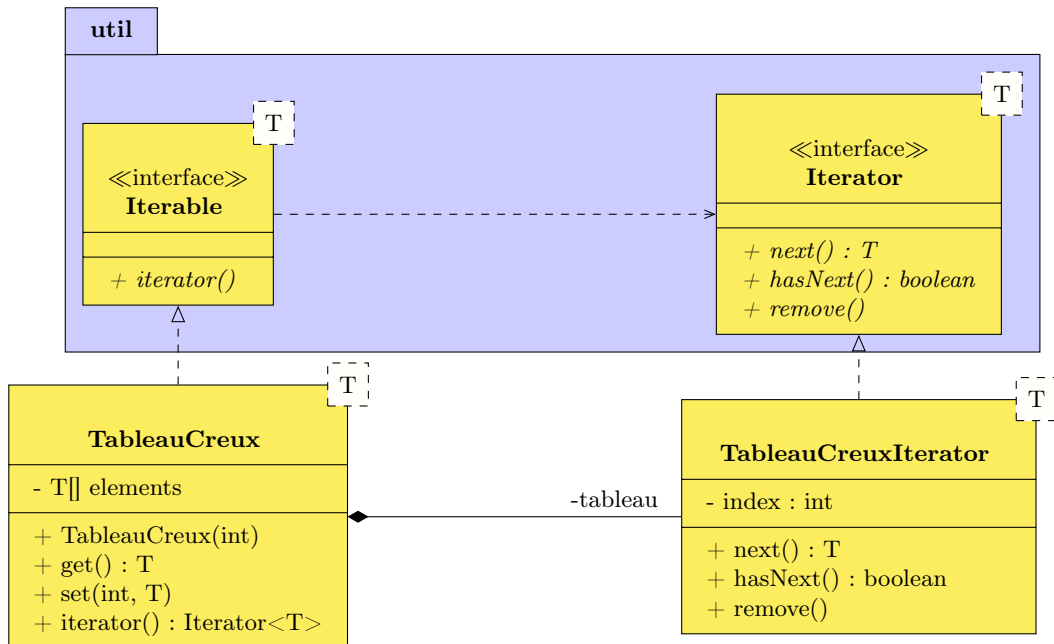 util
T
≪interface≫
Iterable
+ iterator()
T
≪interface≫
Iterator
+ next() : T
+ hasNext() : boolean
+ remove()
T
TableauCreux
- T[] elements
+ TableauCreux(int)
+ get() : T
+ set(int, T)
+ iterator() : Iterator<T>
-tableau
T
TableauCreuxIterator
- index : int
+ next() : T
+ hasNext() : boolean
+ remove()